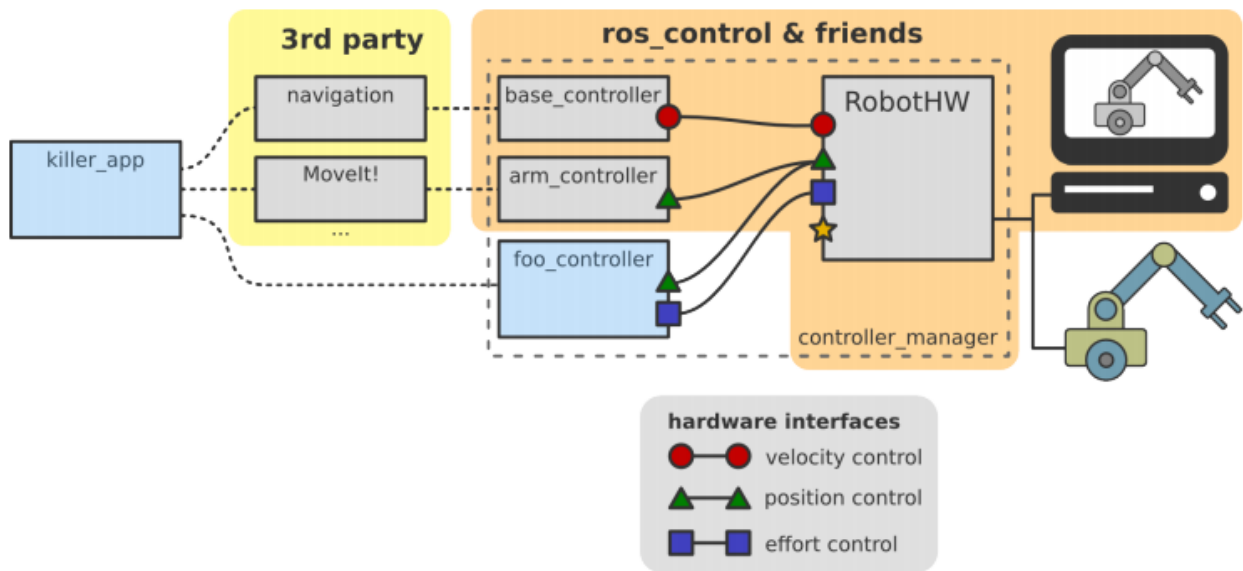 3rd party
ros_control & friends
navigation
base_controller
RobotHW
killer_app
MoveIt!
arm_controller
...
foo_controller
controller_manager
hardware interfaces
velocity control
position control
effort control